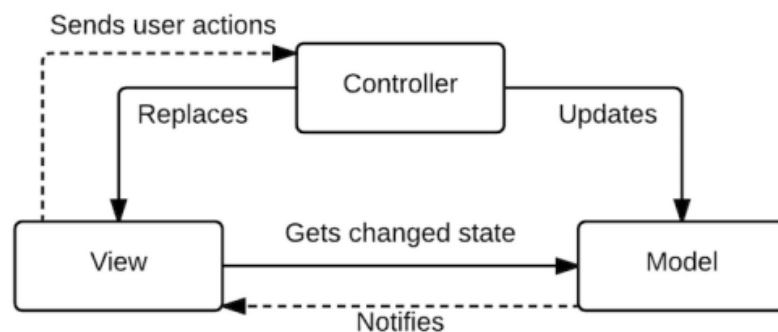 Sends user actions
Controller
Replaces
Updates
Gets changed state
View
Model
Notifies